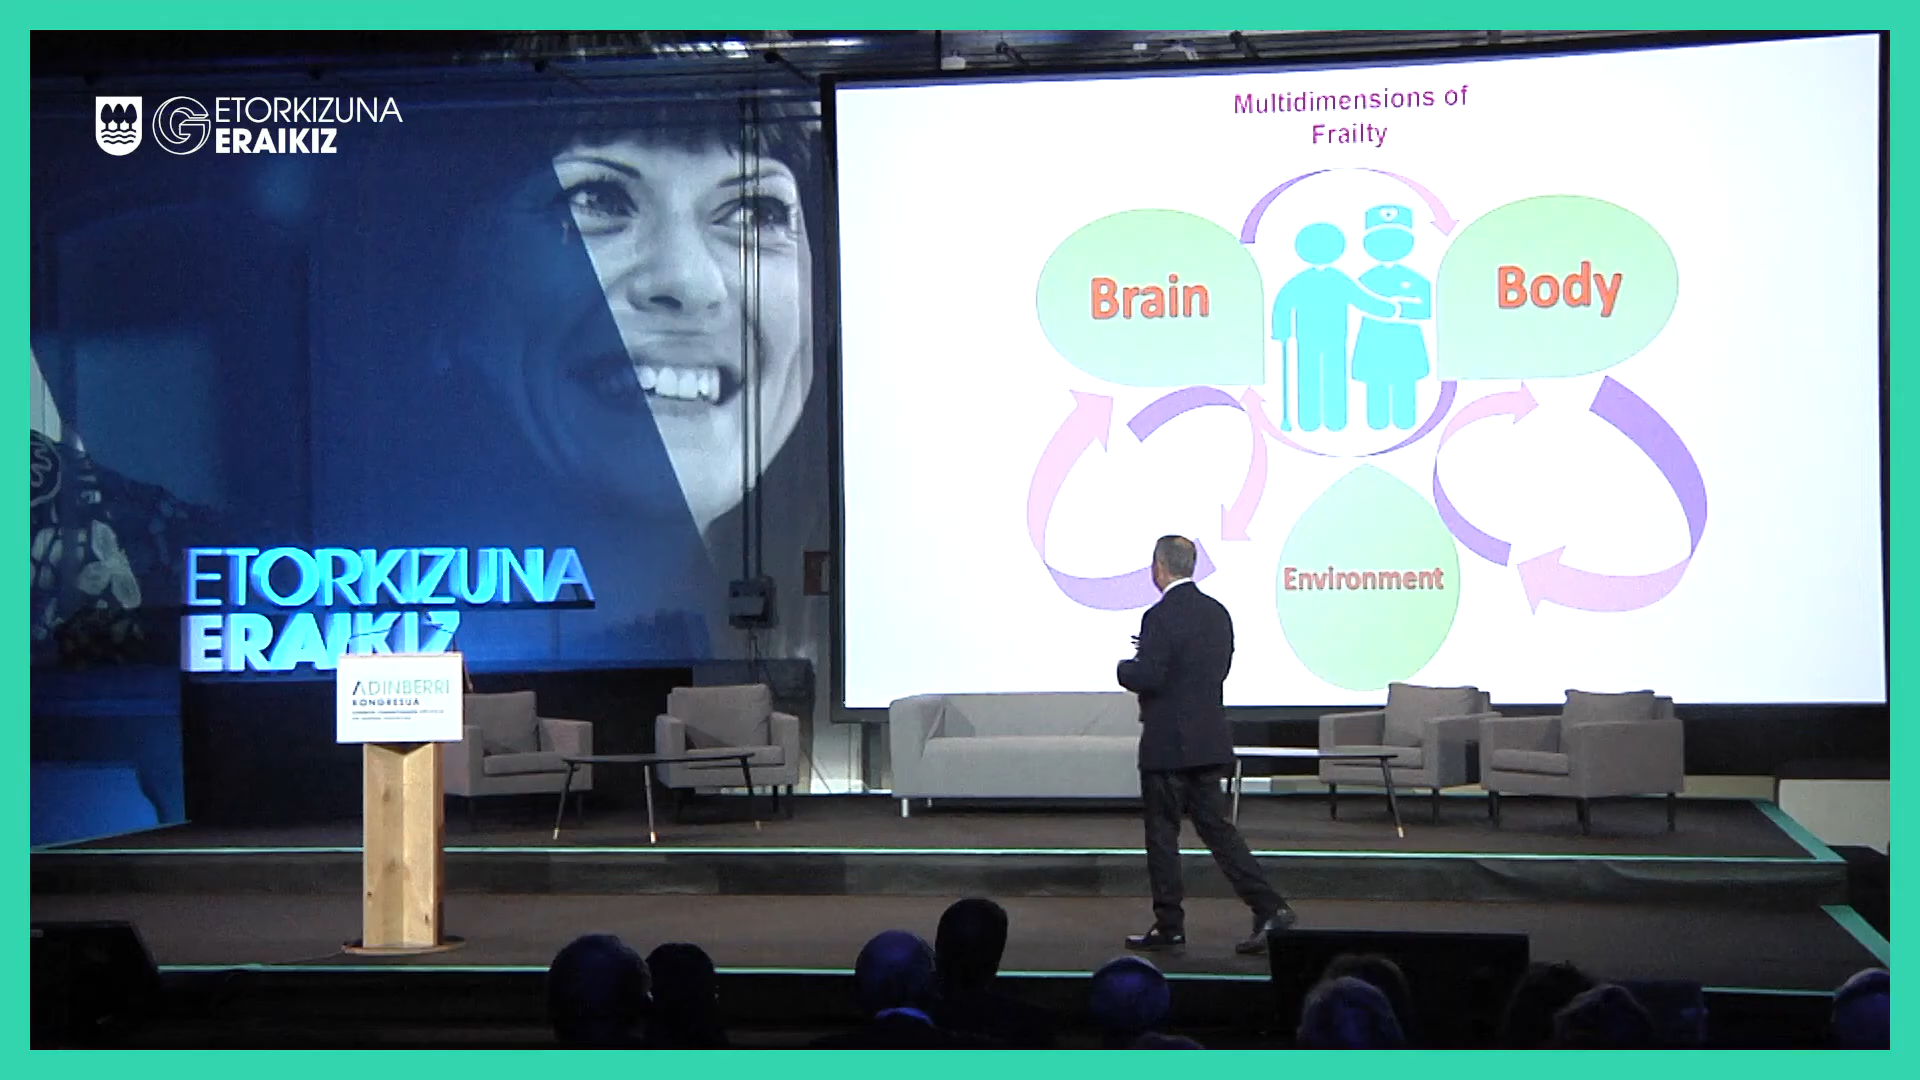 ETORKIZUNA
ERAIKIZ
Multidimensions of
Frailty
Brain
Body
Environment
ETORKIZUNA
ERAIKIZ
ADINBERRI
KONGRESUA